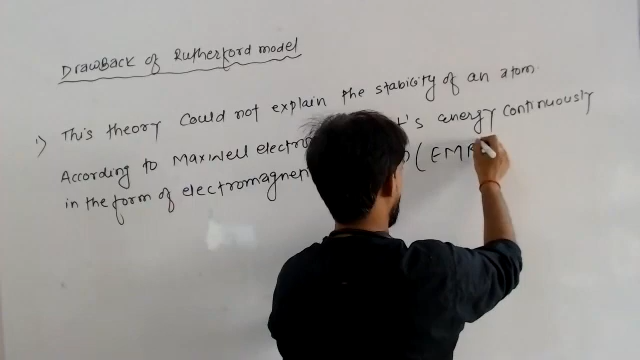 DrawBack of Rutherford model
1) This theory Could not explain the stability of an atom.
According to Maxwell electro t's energy continuously
in the form of electromagnet (EMR